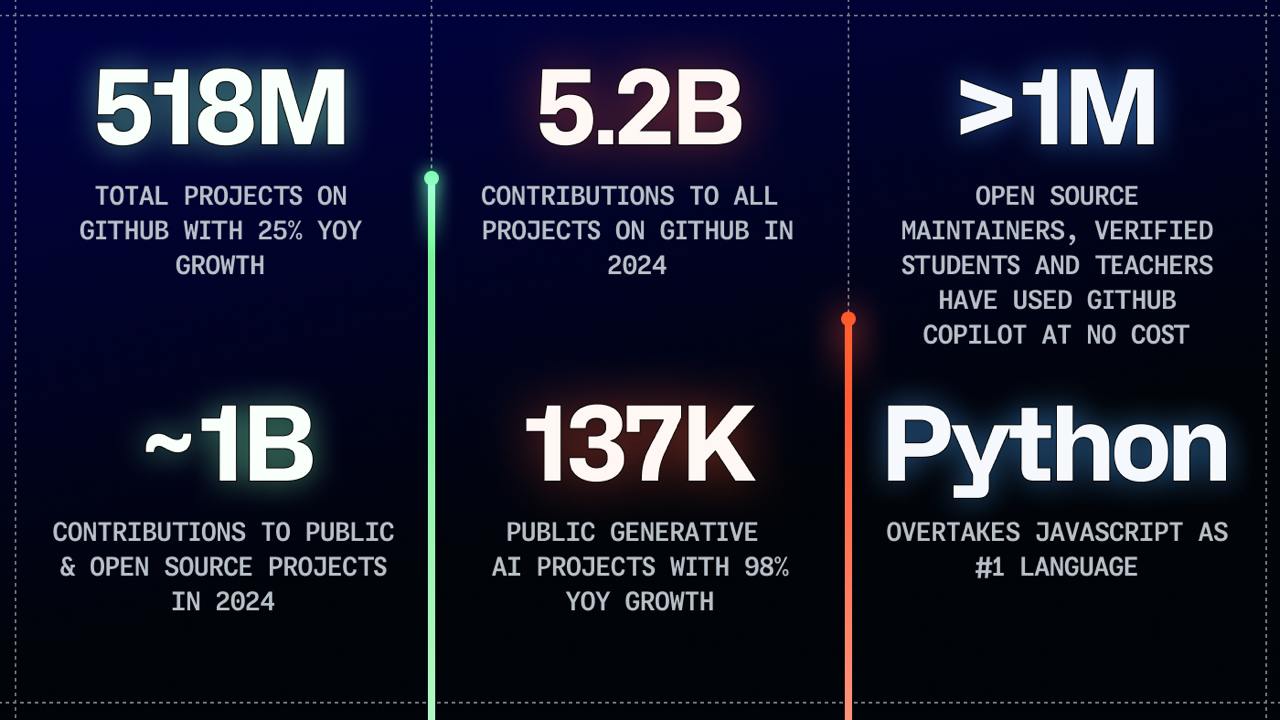 518M
TOTAL PROJECTS ON
GITHUB WITH 25% YOY
GROWTH
5.2B
CONTRIBUTIONS TO ALL
PROJECTS ON GITHUB IN
2024
>1M
OPEN SOURCE
MAINTAINERS, VERIFIED
STUDENTS AND TEACHERS
HAVE USED GITHUB
COPILOT AT NO COST
~1B
CONTRIBUTIONS TO PUBLIC
& OPEN SOURCE PROJECTS
IN 2024
137K
PUBLIC GENERATIVE
AI PROJECTS WITH 98%
YOY GROWTH
Python
OVERTAKES JAVASCRIPT AS
#1 LANGUAGE